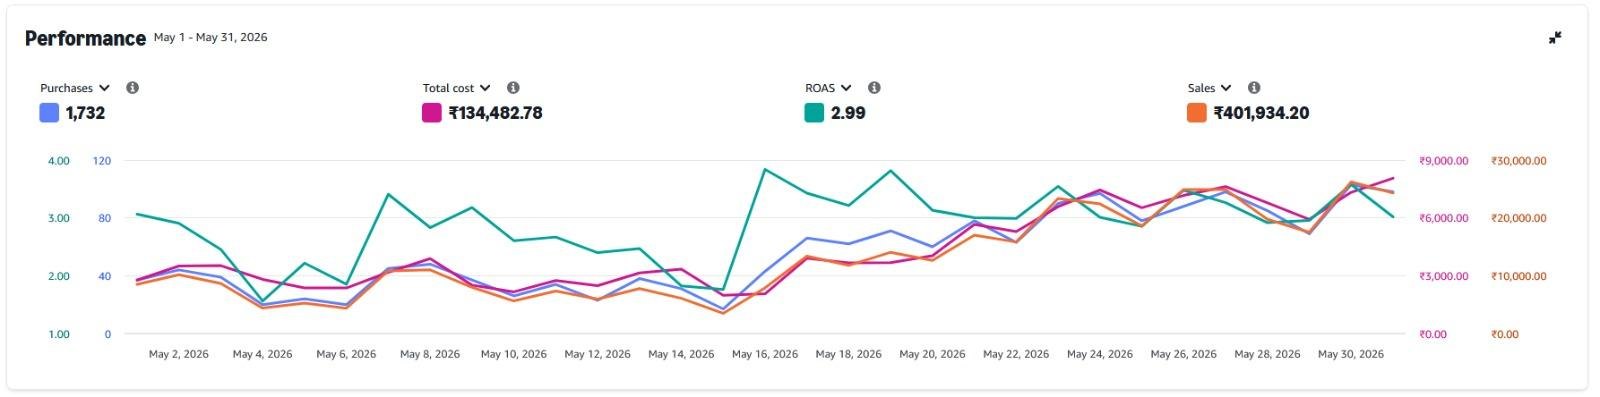 Performance May 1 - May 31, 2026
Purchases Total cost ROAS Sales
1,732 ₹134,482.78 2.99 ₹401,934.20
4.00 120 ₹9,000.00 ₹30,000.00
3.00 80 ₹6,000.00 ₹20,000.00
2.00 40 ₹3,000.00 ₹10,000.00
1.00 0 ₹0.00 ₹0.00
May 2, 2026 May 4, 2026 May 6, 2026 May 8, 2026 May 10, 2026 May 12, 2026 May 14, 2026 May 16, 2026 May 18, 2026 May 20, 2026 May 22, 2026 May 24, 2026 May 26, 2026 May 28, 2026 May 30, 2026